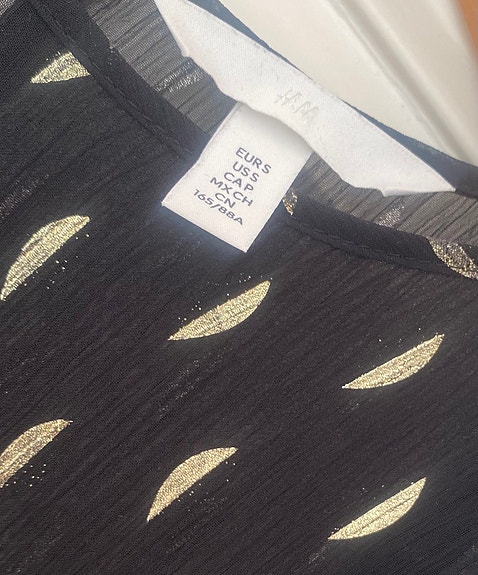 H&M
EUR S
US S
CA P
MX CH
CN
165/88A